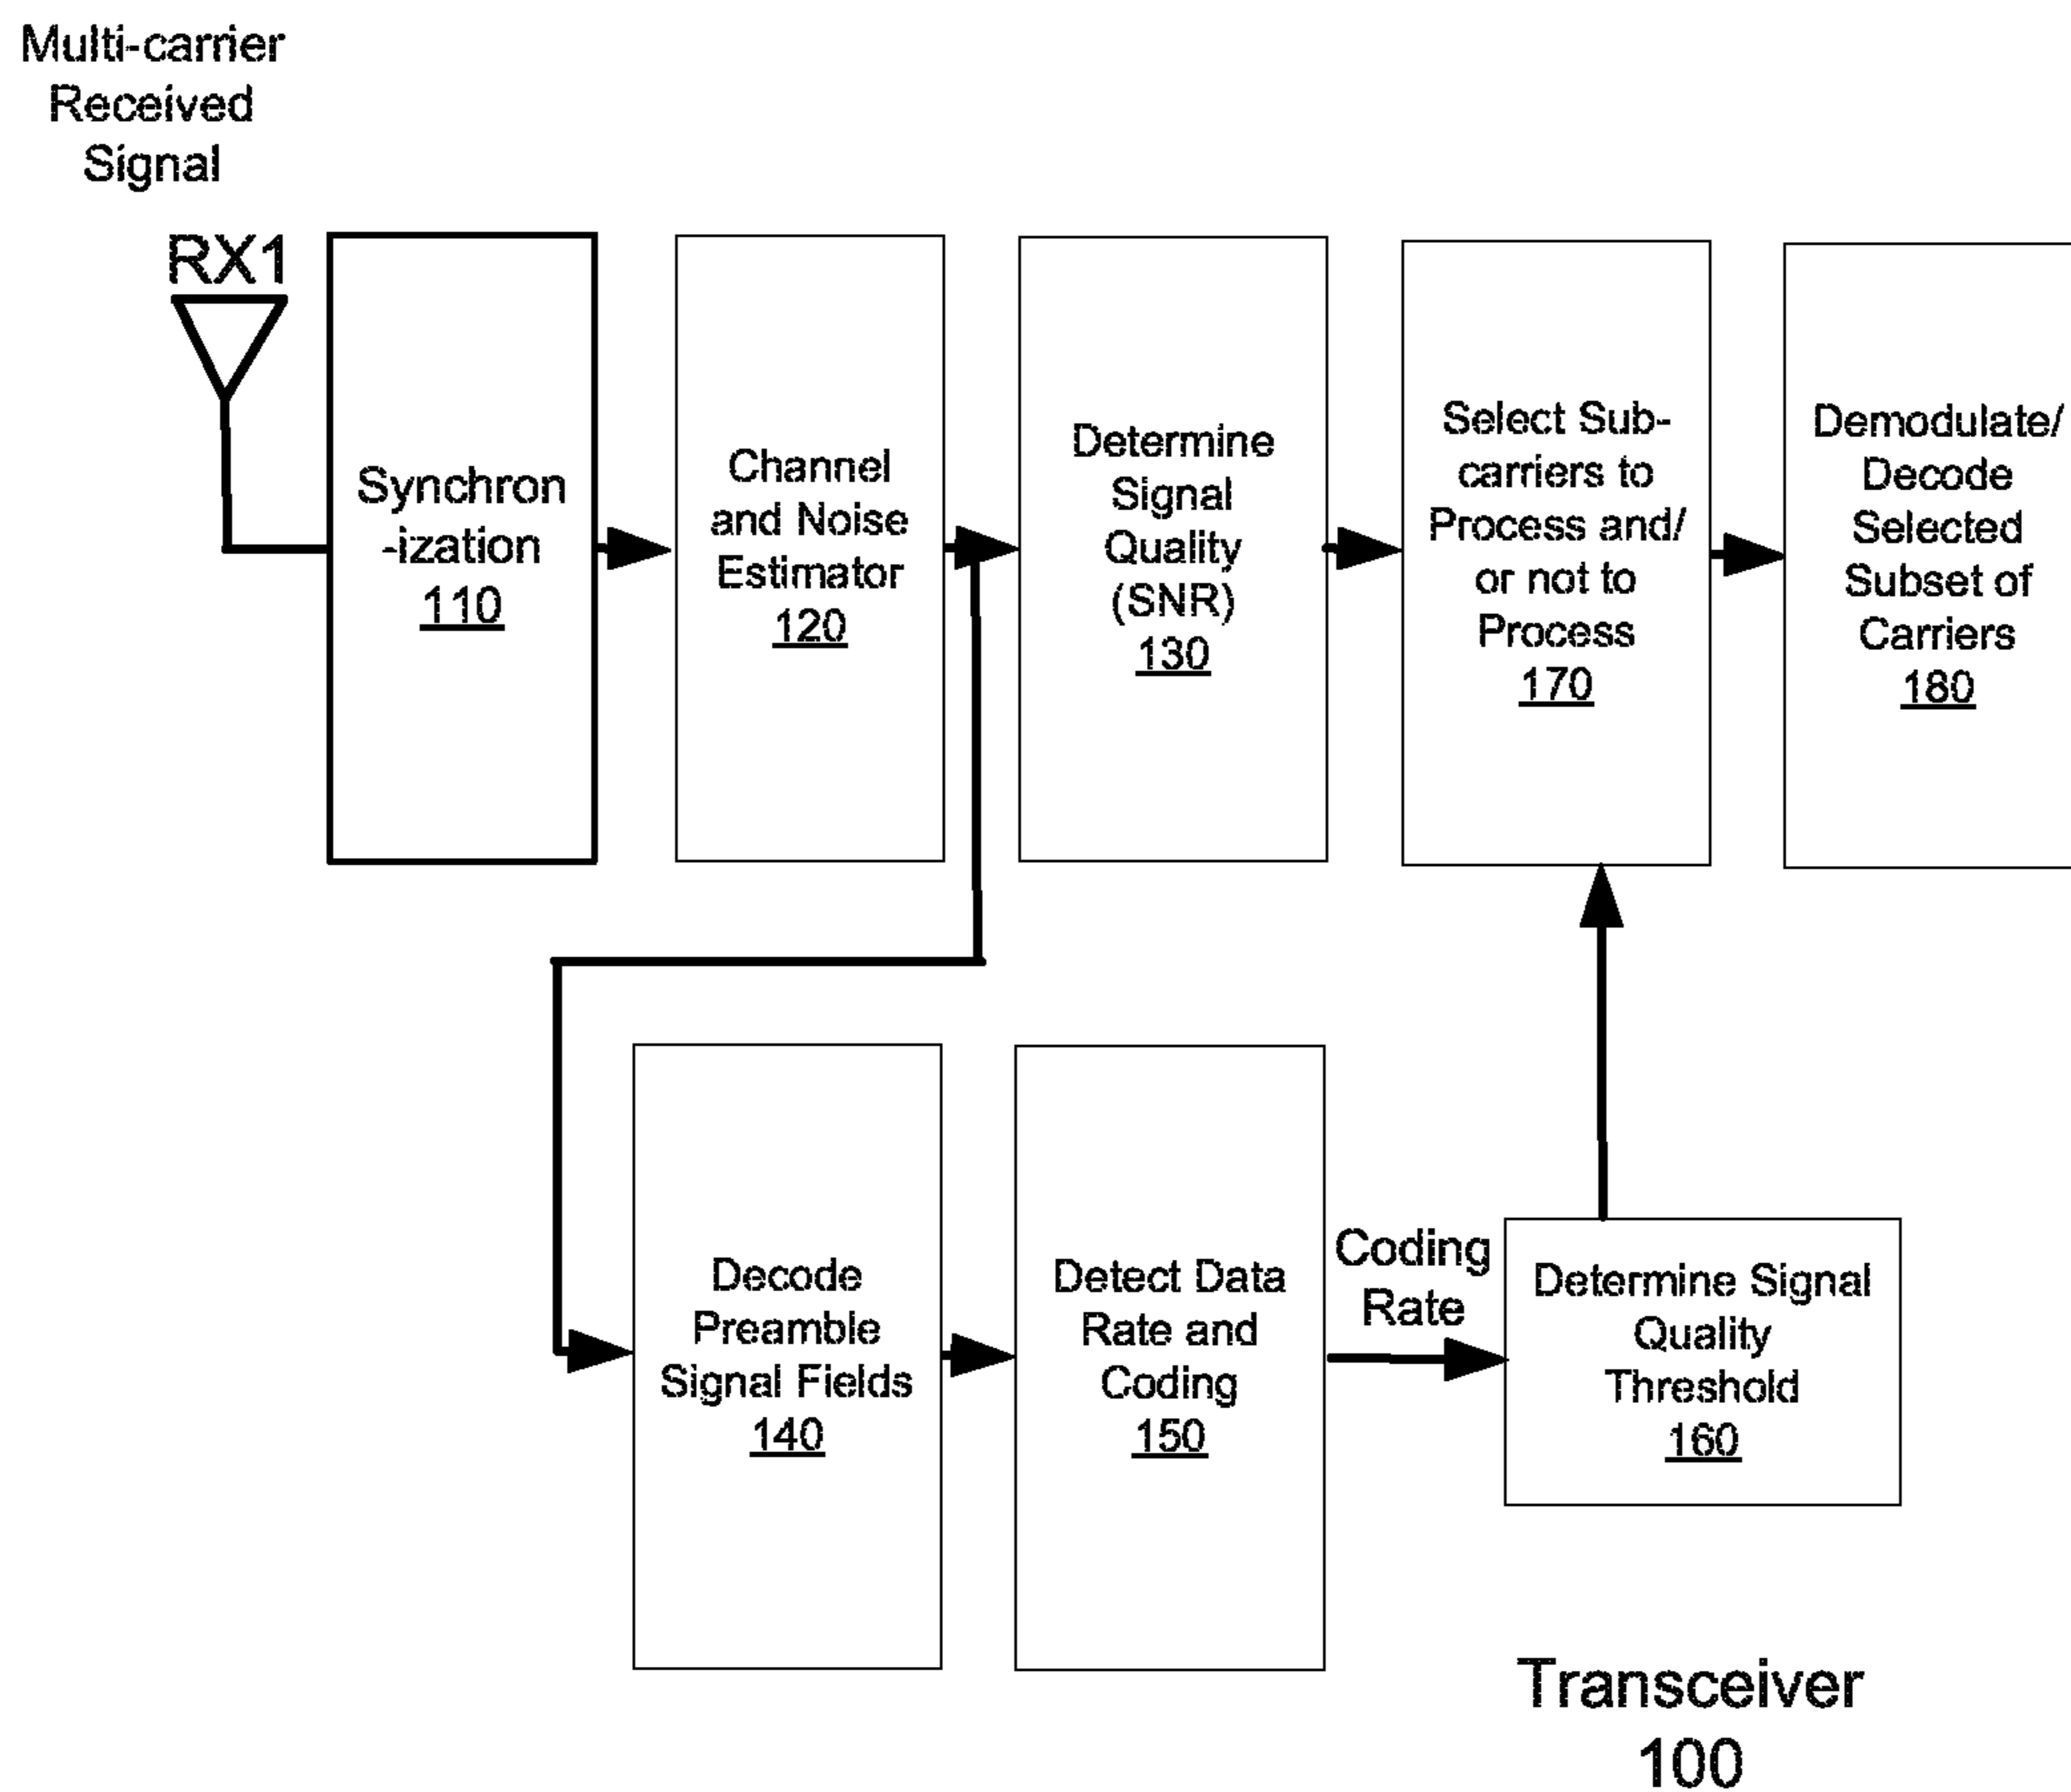 Multi-carrier
Received
Signal
RX1
Synchron
-ization
110
Channel
and Noise
Estimator
120
Determine
Signal
Quality
(SNR)
130
Select Sub-
carriers to
Process and/
or not to
Process
170
Demodulate/
Decode
Selected
Subset of
Carriers
180
Decode
Preamble
Signal Fields
140
Detect Data
Rate and
Coding
150
Coding
Rate
Determine Signal
Quality
Threshold
160
Transceiver
100